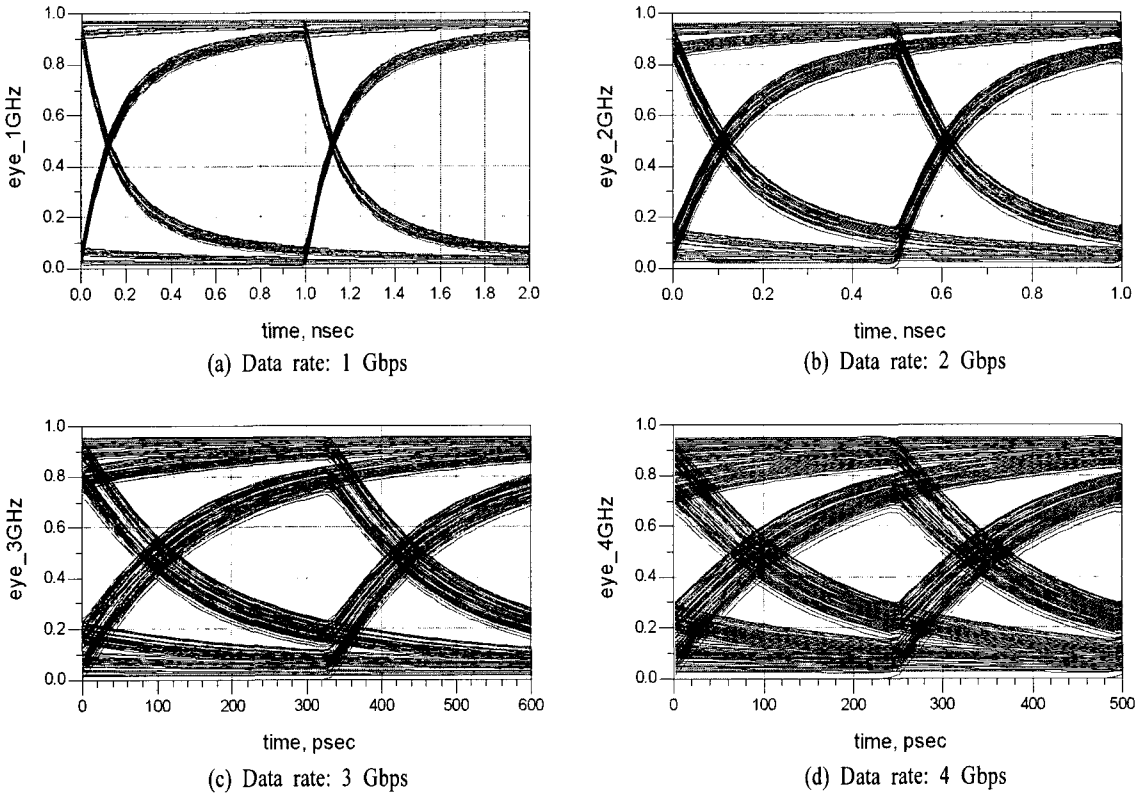 eye_1GHz
1.0
0.8
0.6
0.4
0.2
0.0
0.0 0.2 0.4 0.6 0.8 1.0 1.2 1.4 1.6 1.8 2.0
time, nsec
(a) Data rate: 1 Gbps
eye_2GHz
1.0
0.8
0.6
0.4
0.2
0.0
0.0 0.2 0.4 0.6 0.8 1.0
time, nsec
(b) Data rate: 2 Gbps
eye_3GHz
1.0
0.8
0.6
0.4
0.2
0.0
0 100 200 300 400 500 600
time, psec
(c) Data rate: 3 Gbps
eye_4GHz
1.0
0.8
0.6
0.4
0.2
0.0
0 100 200 300 400 500
time, psec
(d) Data rate: 4 Gbps